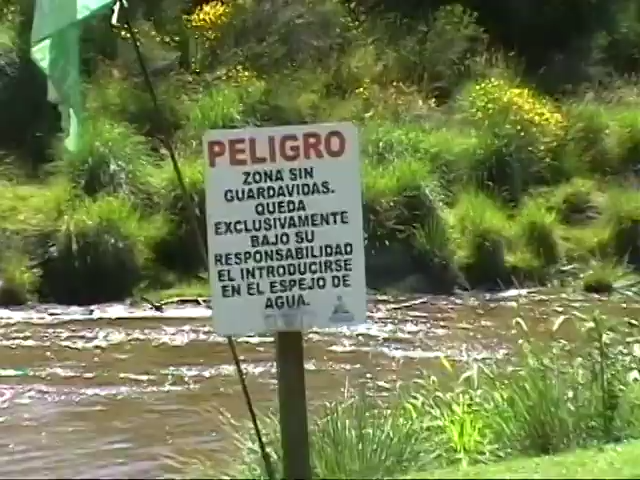 PELIGRO
ZONA SIN
GUARDAVIDAS.
QUEDA
EXCLUSIVAMENTE
BAJO SU
RESPONSABILIDAD
EL INTRODUCIRSE
EN EL ESPEJO DE
AGUA.